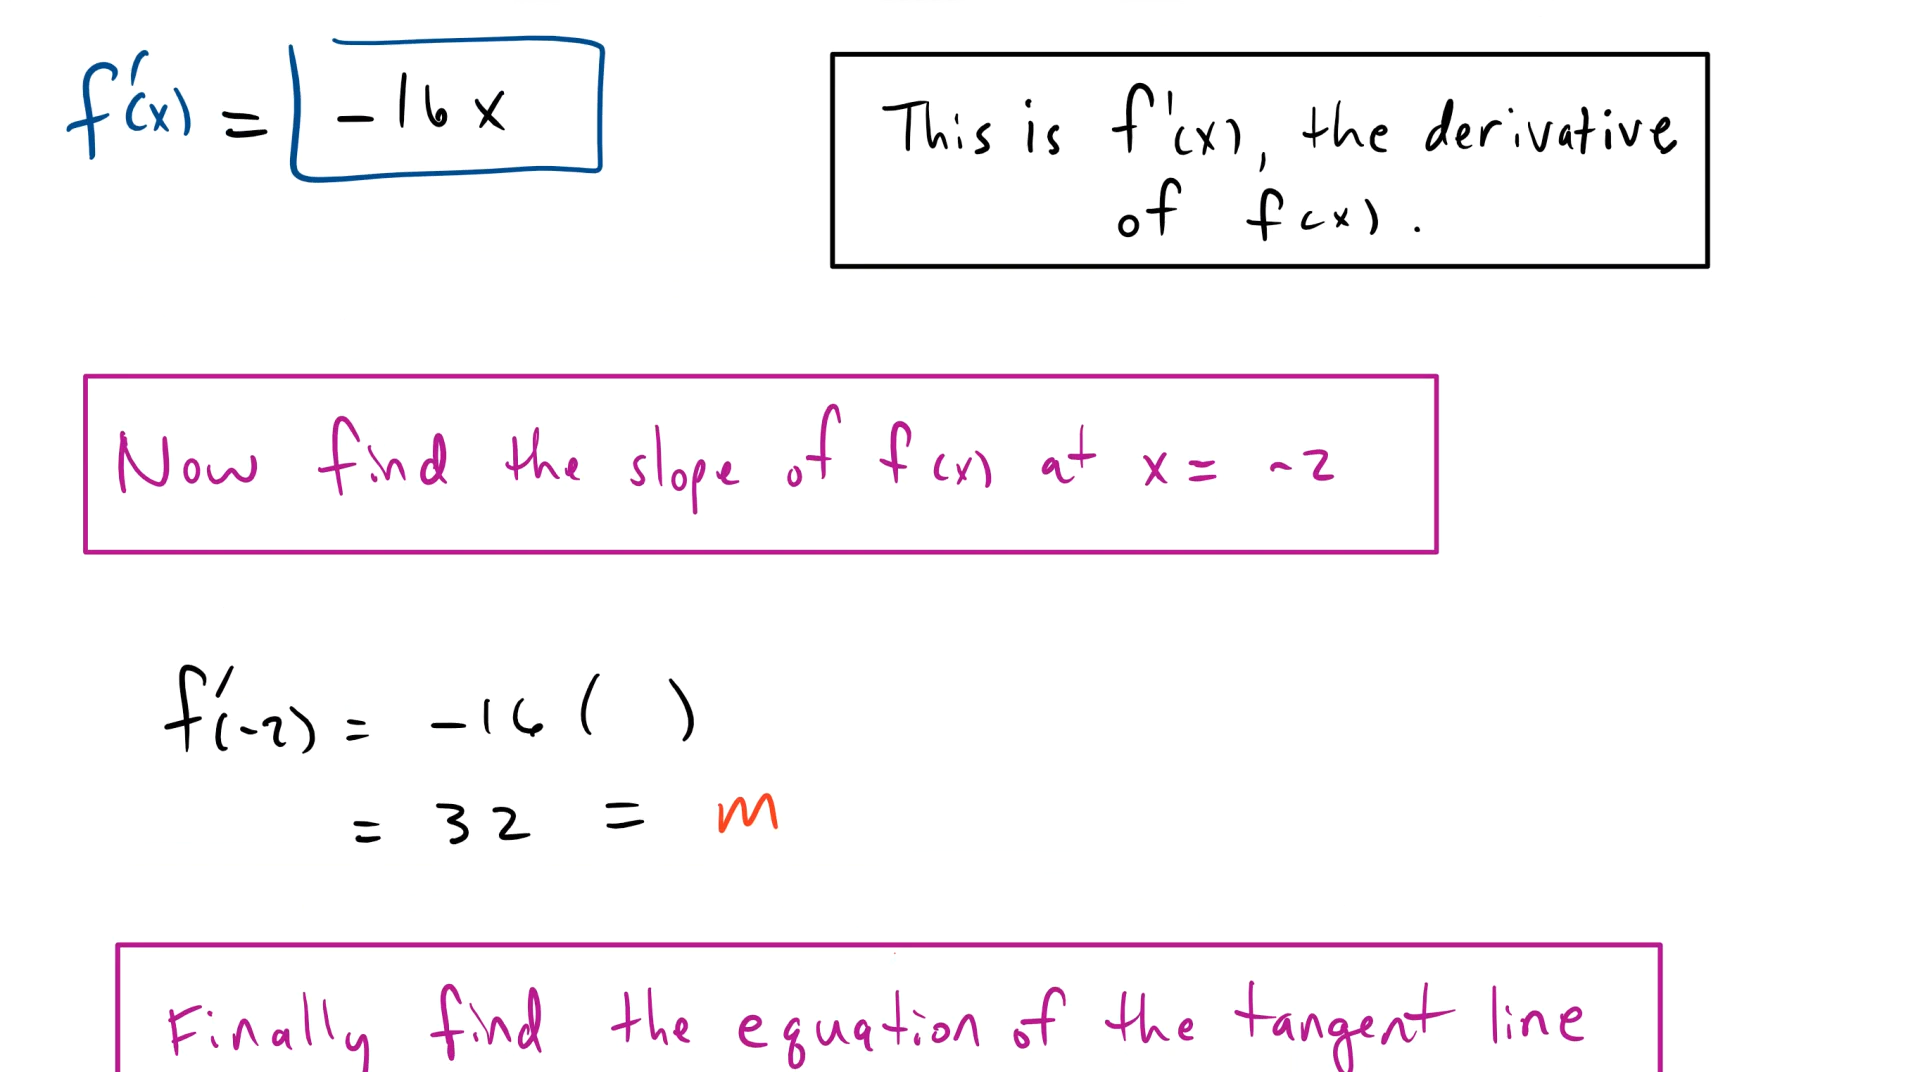 f'(x) = -16x
This is f'(x), the derivative
of f(x).
Now find the slope of f(x) at x = -2
f'(-2) = -16 ( )
= 32 = m
Finally find the equation of the tangent line